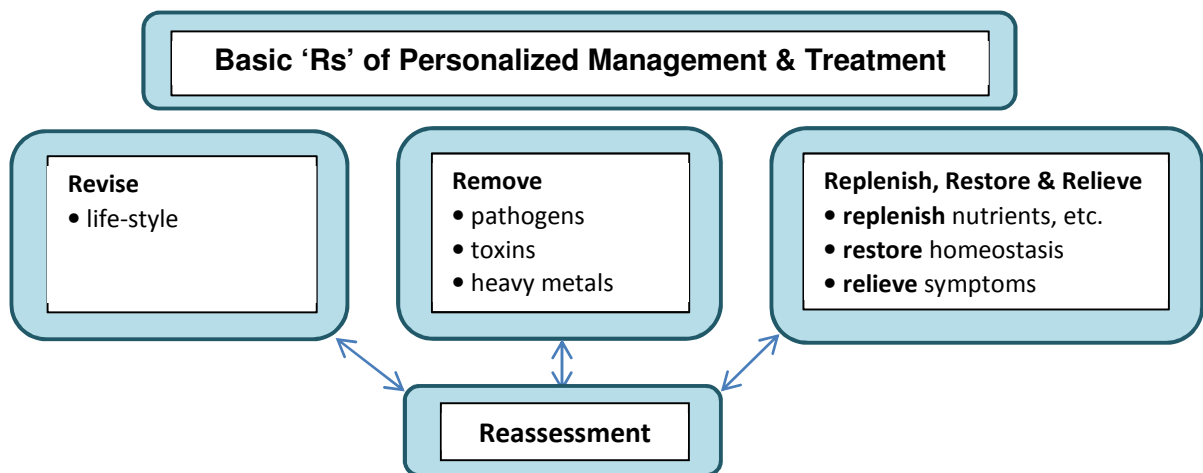 Basic ‘Rs’ of Personalized Management & Treatment
Revise
• life-style
Remove
• pathogens
• toxins
• heavy metals
Replenish, Restore & Relieve
• replenish nutrients, etc.
• restore homeostasis
• relieve symptoms
Reassessment